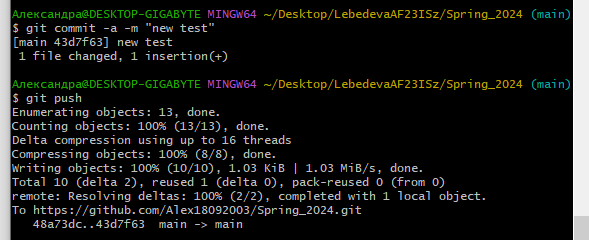 Александра@DESKTOP-GIGABYTE MINGW64 ~/Desktop/LebedevaAF23ISz/Spring_2024 (main)
$ git commit -a -m "new test"
[main 43d7f63] new test
 1 file changed, 1 insertion(+)
Александра@DESKTOP-GIGABYTE MINGW64 ~/Desktop/LebedevaAF23ISz/Spring_2024 (main)
$ git push
Enumerating objects: 13, done.
Counting objects: 100% (13/13), done.
Delta compression using up to 16 threads
Compressing objects: 100% (8/8), done.
Writing objects: 100% (10/10), 1.03 KiB | 1.03 MiB/s, done.
Total 10 (delta 2), reused 1 (delta 0), pack-reused 0 (from 0)
remote: Resolving deltas: 100% (2/2), completed with 1 local object.
To https://github.com/Alex18092003/Spring_2024.git
   48a73dc..43d7f63  main -> main